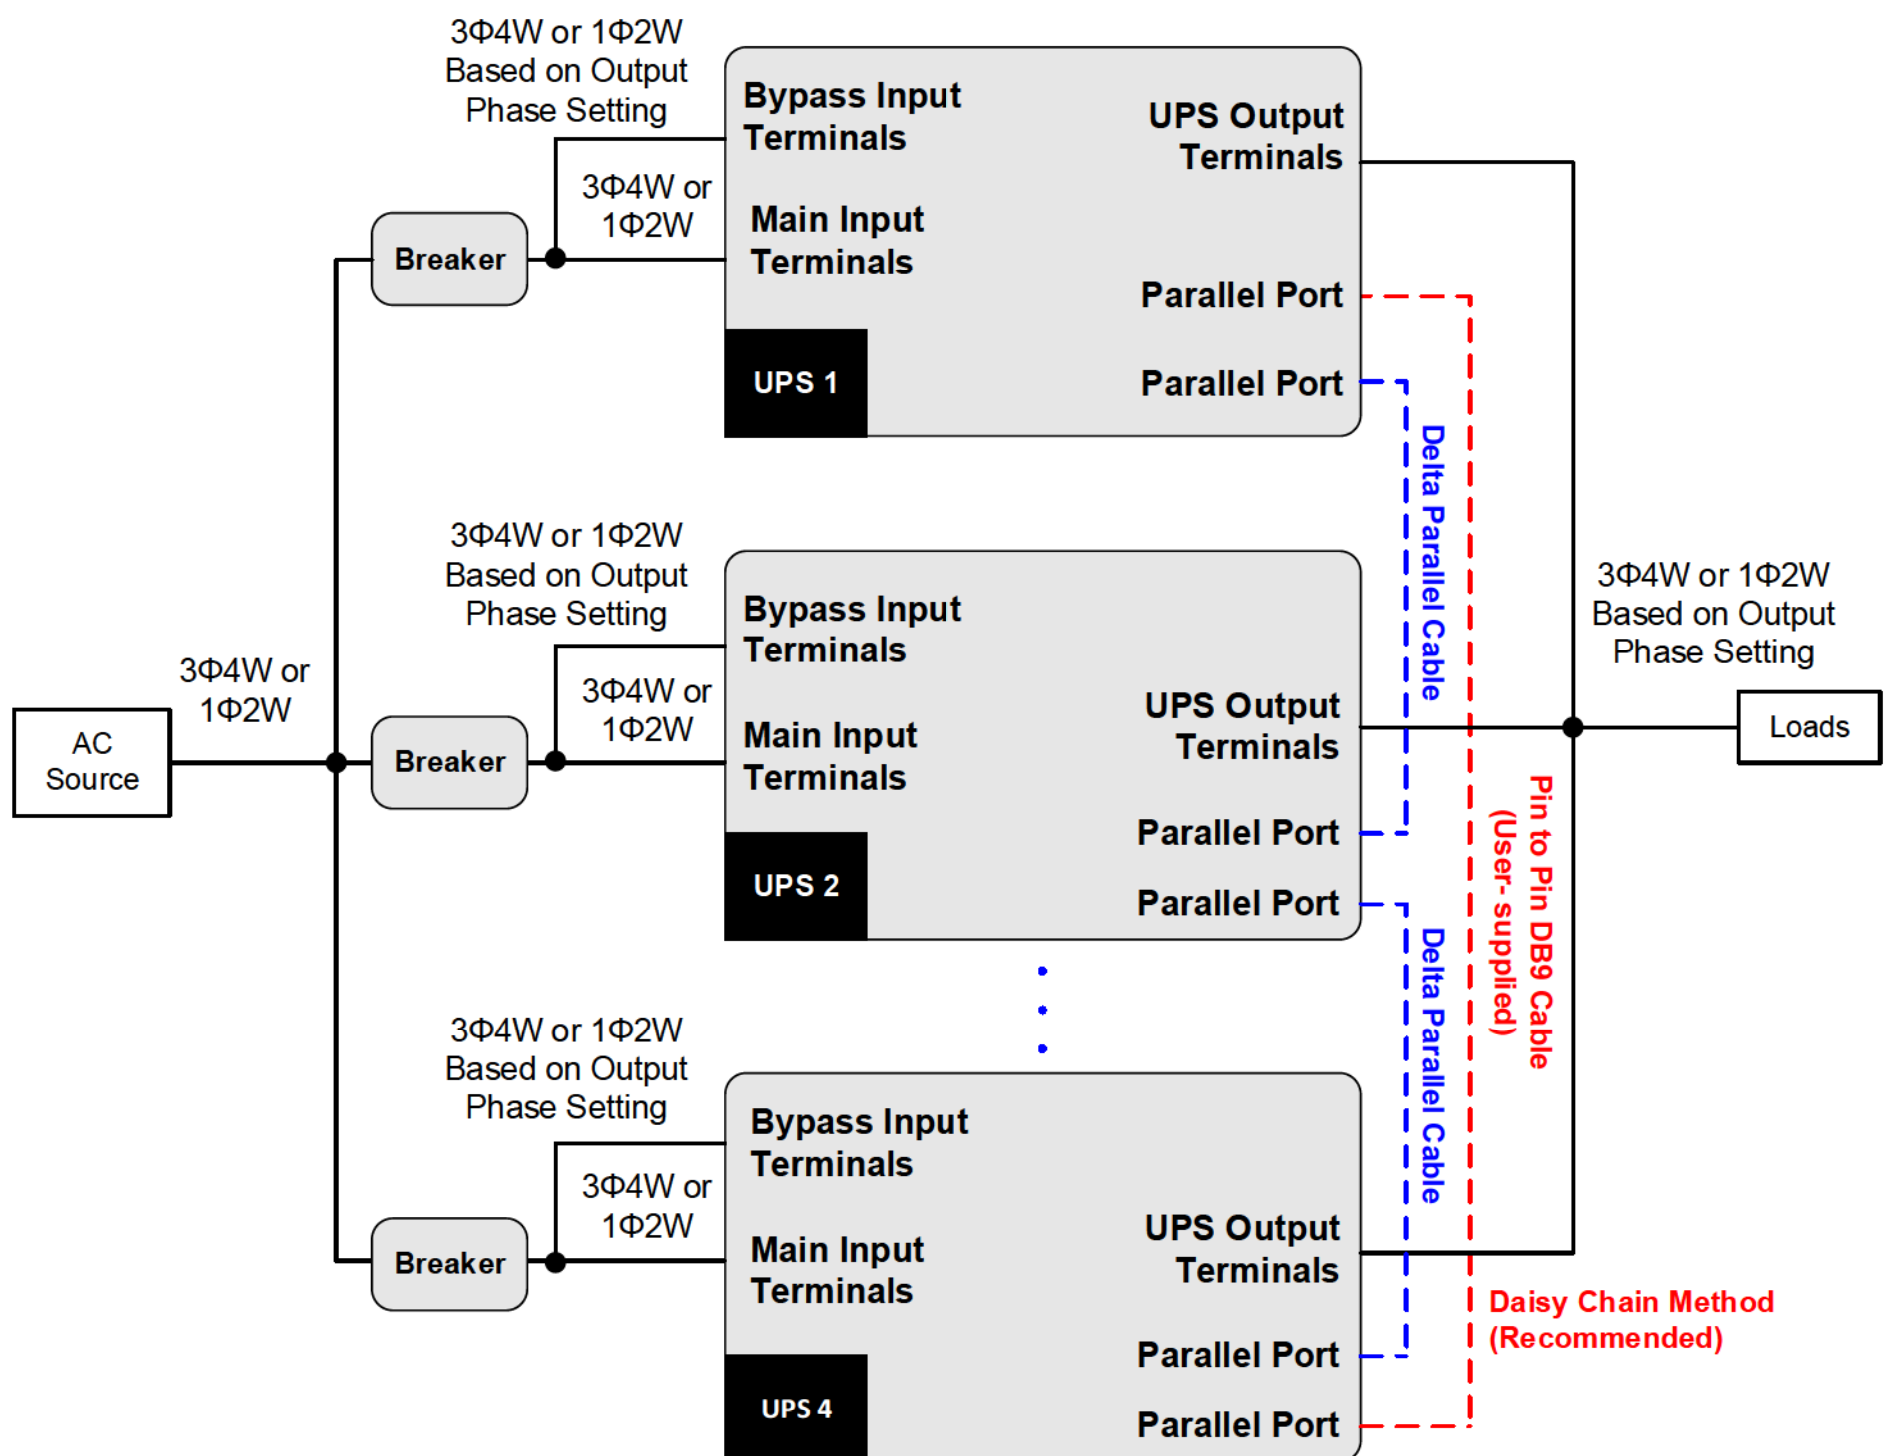 3Φ4W or 1Φ2W
Based on Output
Phase Setting
Bypass Input
Terminals
UPS Output
Terminals
3Φ4W or
1Φ2W
Main Input
Terminals
Breaker
Parallel Port
UPS 1
Parallel Port
Delta Parallel Cable
3Φ4W or 1Φ2W
Based on Output
Phase Setting
Bypass Input
Terminals
3Φ4W or 1Φ2W
Based on Output
Phase Setting
3Φ4W or
1Φ2W
3Φ4W or
1Φ2W
UPS Output
Terminals
Main Input
Terminals
AC
Source
Breaker
Loads
Parallel Port
UPS 2
Parallel Port
Pin to Pin DB9 Cable
(User-supplied)
Delta Parallel Cable
3Φ4W or 1Φ2W
Based on Output
Phase Setting
Bypass Input
Terminals
3Φ4W or
1Φ2W
UPS Output
Terminals
Main Input
Terminals
Breaker
Daisy Chain Method
(Recommended)
Parallel Port
UPS 4
Parallel Port